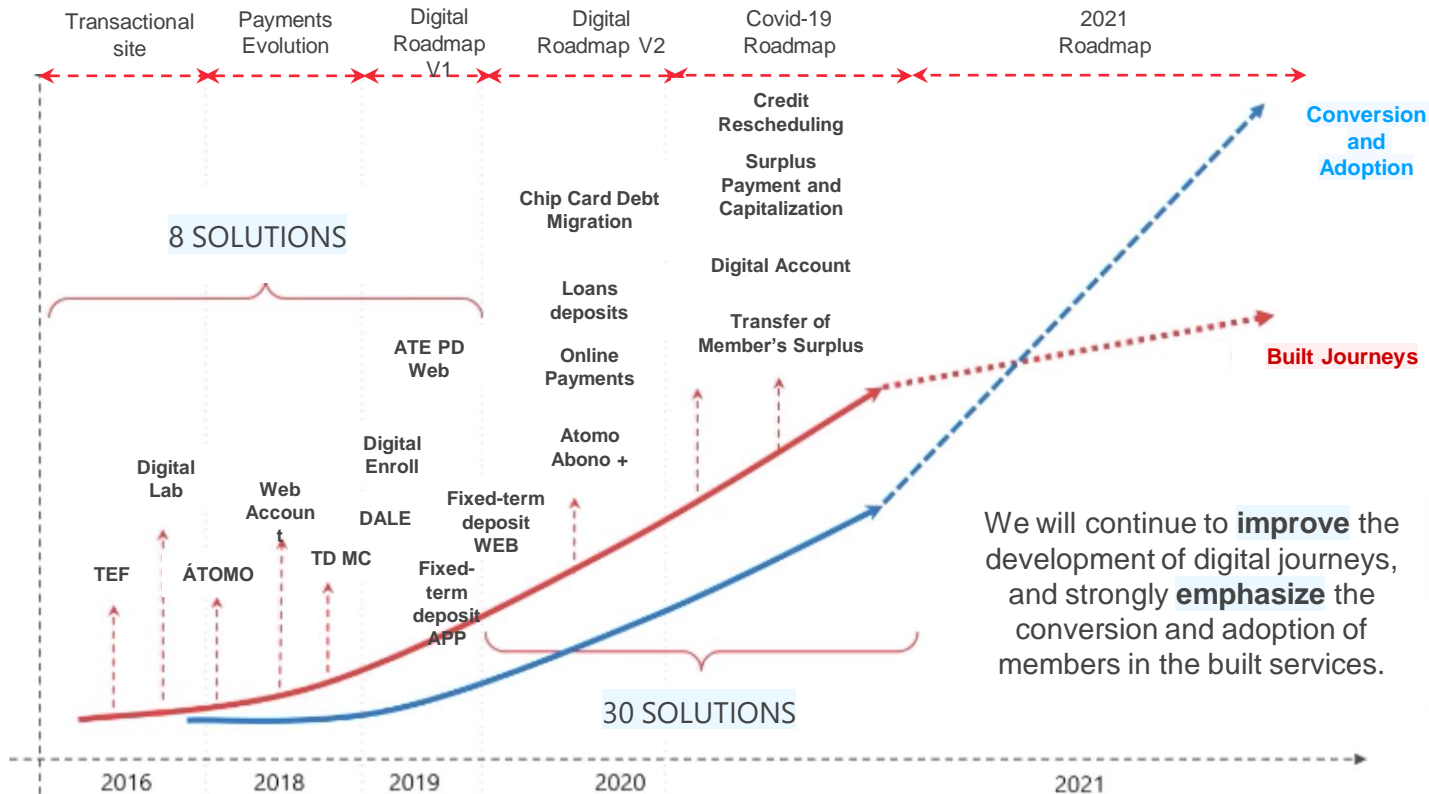 Transactional
site
Payments
Evolution
Digital
Roadmap
V1
Digital
Roadmap V2
Covid-19
Roadmap
2021
Roadmap
Credit
Rescheduling
Surplus
Payment and
Capitalization
Digital Account
Transfer of
Member’s Surplus
Conversion
and
Adoption
Built Journeys
Chip Card Debt
Migration
Loans
deposits
Online
Payments
Atomo
Abono +
8 SOLUTIONS
ATE PD
Web
Digital
Enroll
DALE
Digital
Lab
Web
Accoun
t
Fixed-term
deposit
WEB
TEF
ÁTOMO
TD MC
Fixed-
term
deposit
APP
30 SOLUTIONS
We will continue to improve the
development of digital journeys,
and strongly emphasize the
conversion and adoption of
members in the built services.
2016
2018
2019
2020
2021